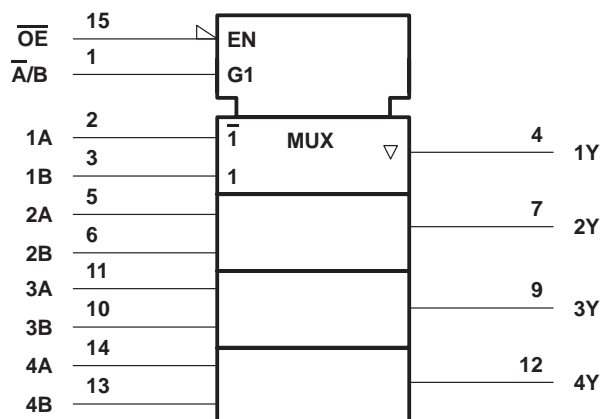 O̅E̅ 15 EN
A̅/B 1 G1
1A 2 1̅ MUX 4 1Y
1B 3 1
2A 5 7 2Y
2B 6
3A 11 9 3Y
3B 10
4A 14 12 4Y
4B 13